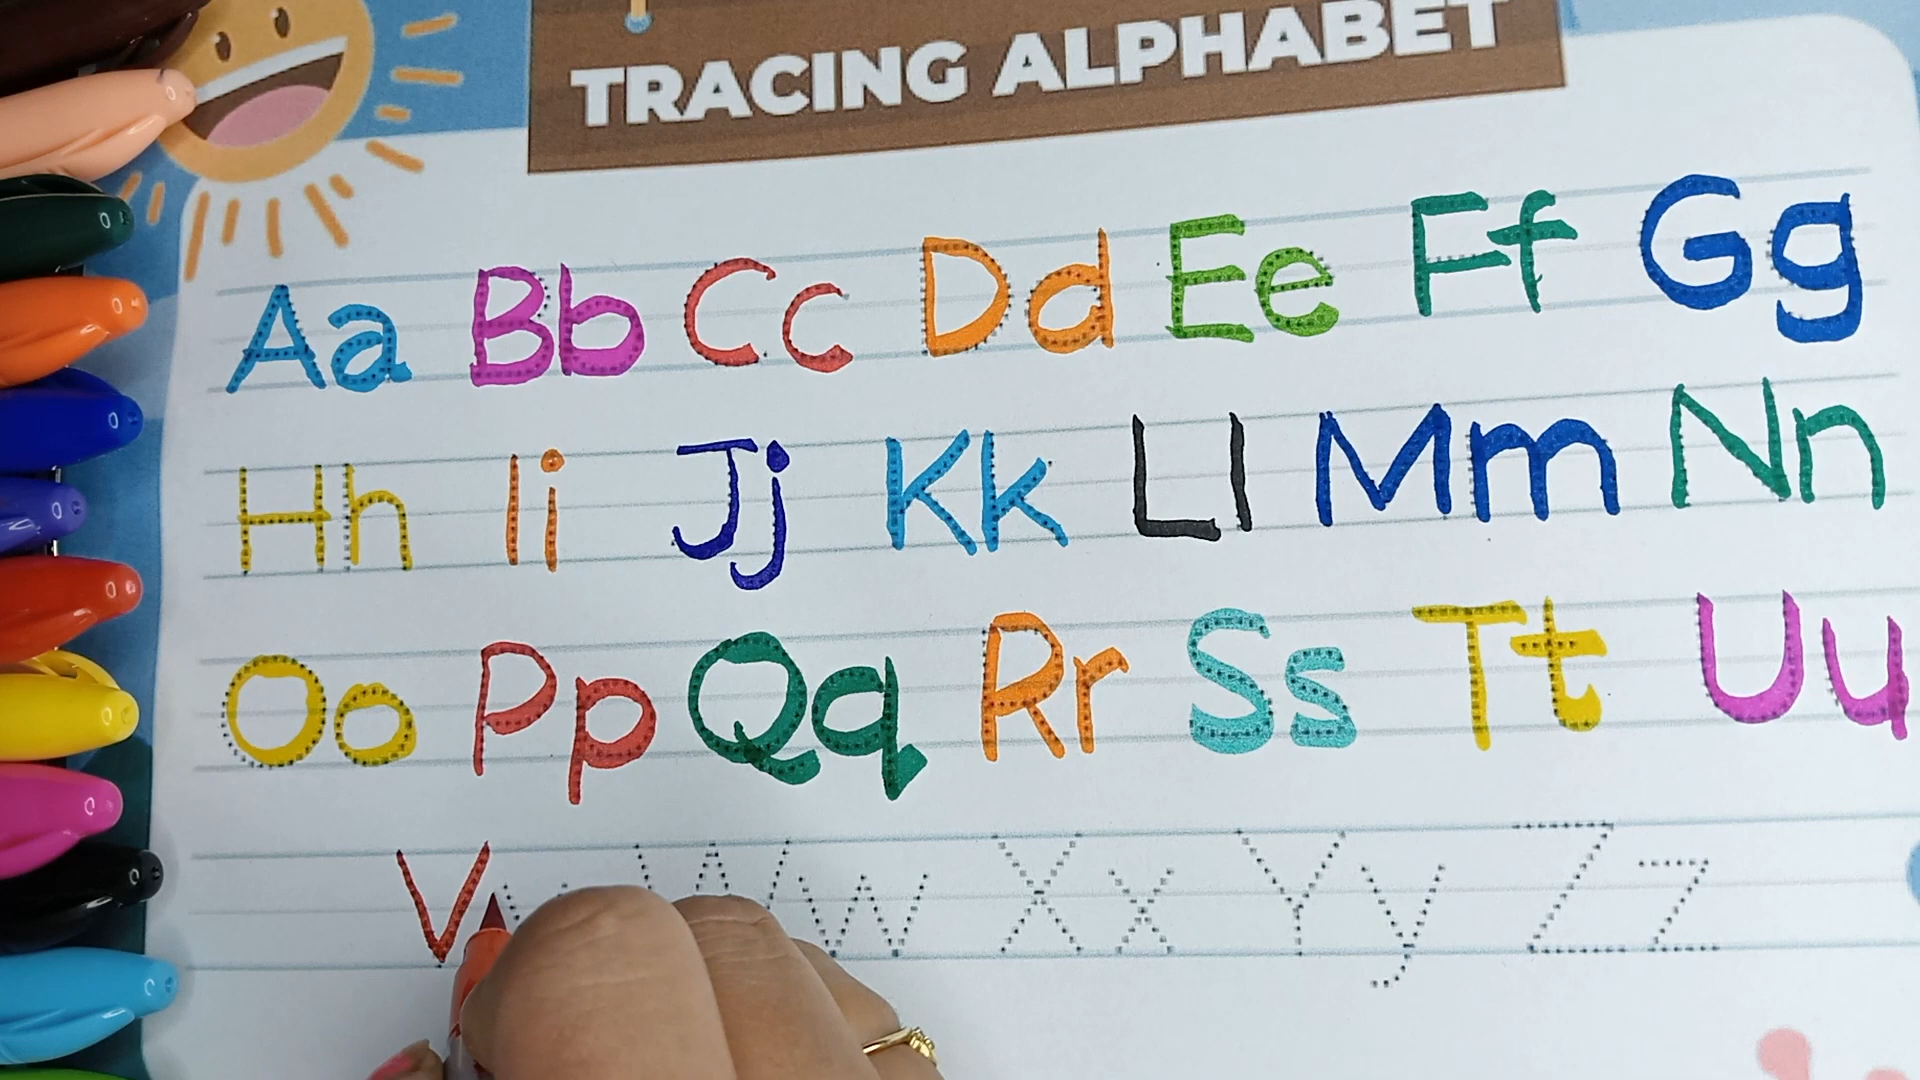 TRACING ALPHABET
Aa Bb Cc Dd Ee Ff Gg
Hh Ii Jj Kk Ll Mm Nn
Oo Pp Qq Rr Ss Tt Uu
Vv Ww Xx Yy Zz